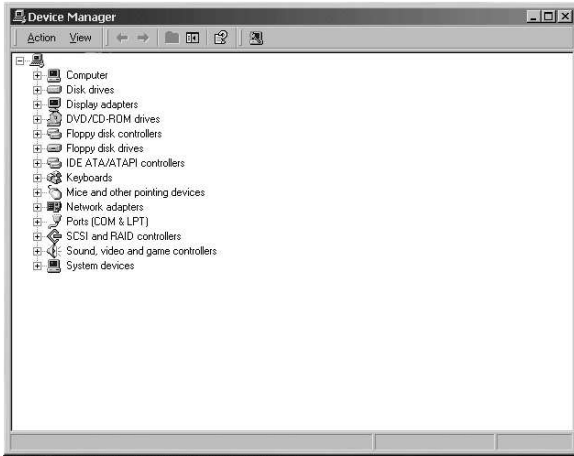 Device Manager
Action View
Computer
Disk drives
Display adapters
DVD/CD-ROM drives
Floppy disk controllers
Floppy disk drives
IDE ATA/ATAPI controllers
Keyboards
Mice and other pointing devices
Network adapters
Ports (COM & LPT)
SCSI and RAID controllers
Sound, video and game controllers
System devices